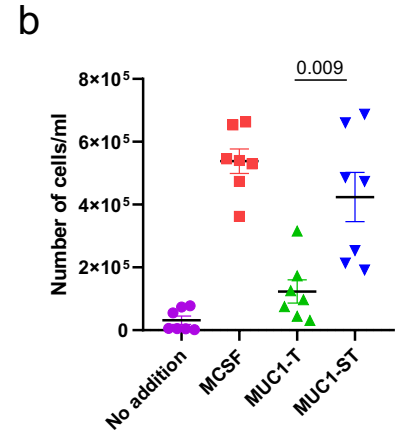 b
0.009
Number of cells/ml
8×10⁵
6×10⁵
4×10⁵
2×10⁵
0
No addition
MCSF
MUC1-T
MUC1-ST